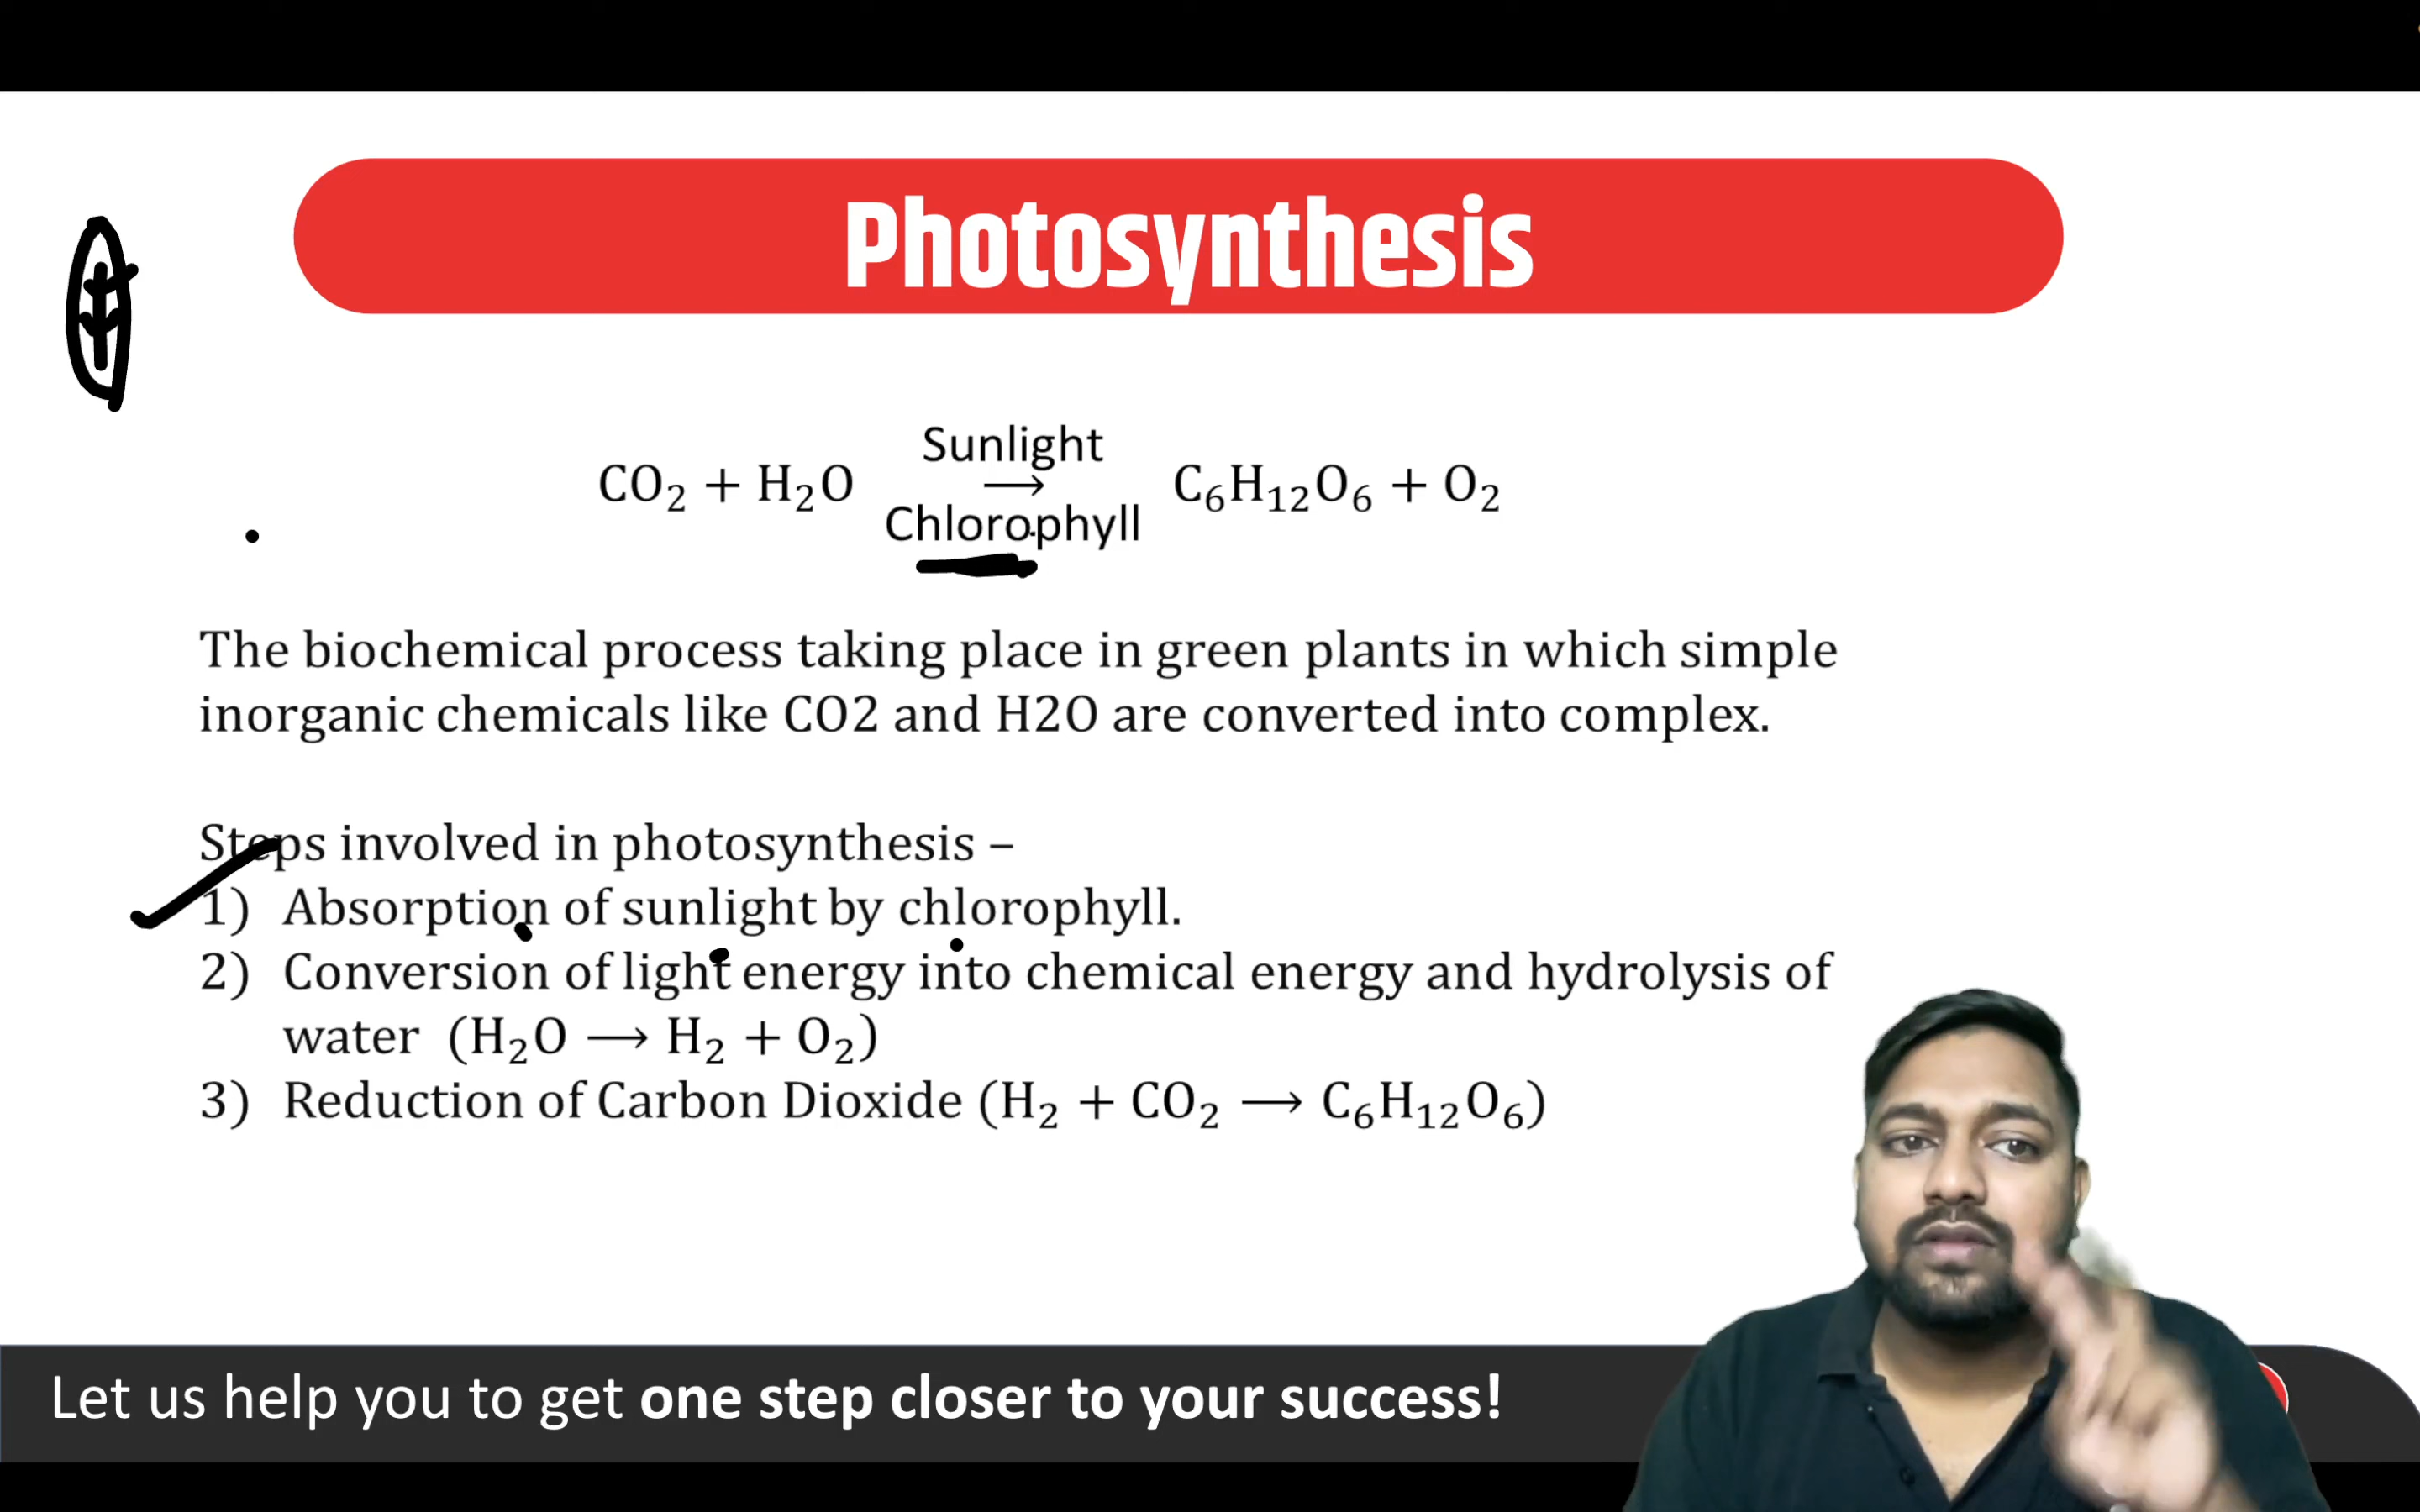 Photosynthesis
Sunlight
CO₂ + H₂O ⟶ C₆H₁₂O₆ + O₂
Chlorophyll
The biochemical process taking place in green plants in which simple
inorganic chemicals like CO2 and H2O are converted into complex.
Steps involved in photosynthesis –
1) Absorption of sunlight by chlorophyll.
2) Conversion of light energy into chemical energy and hydrolysis of
water (H₂O ⟶ H₂ + O₂)
3) Reduction of Carbon Dioxide (H₂ + CO₂ ⟶ C₆H₁₂O₆)
Let us help you to get one step closer to your success!